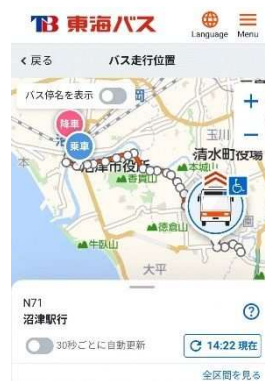 TB 東海バス
Language
Menu
戻る
バス走行位置
バス停名を表示
降車
乗車
玉川
清水町役場
沼津市役所
本城山
香貫山
徳倉山
牛臥山
大平
N71
沼津駅行
30秒ごとに自動更新
14:22 現在
全区間を見る